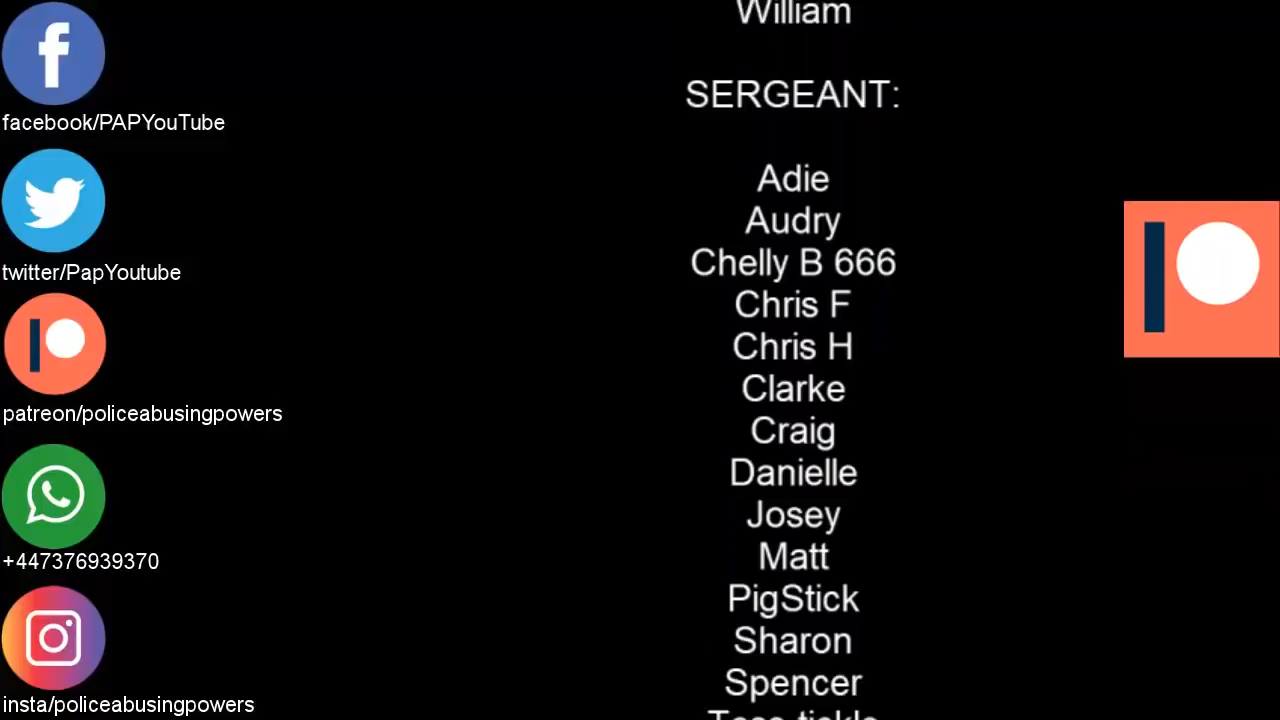 William
SERGEANT:
Adie
Audry
Chelly B 666
Chris F
Chris H
Clarke
Craig
Danielle
Josey
Matt
PigStick
Sharon
Spencer
facebook/PAPYouTube
twitter/PapYoutube
patreon/policeabusingpowers
+447376939370
insta/policeabusingpowers